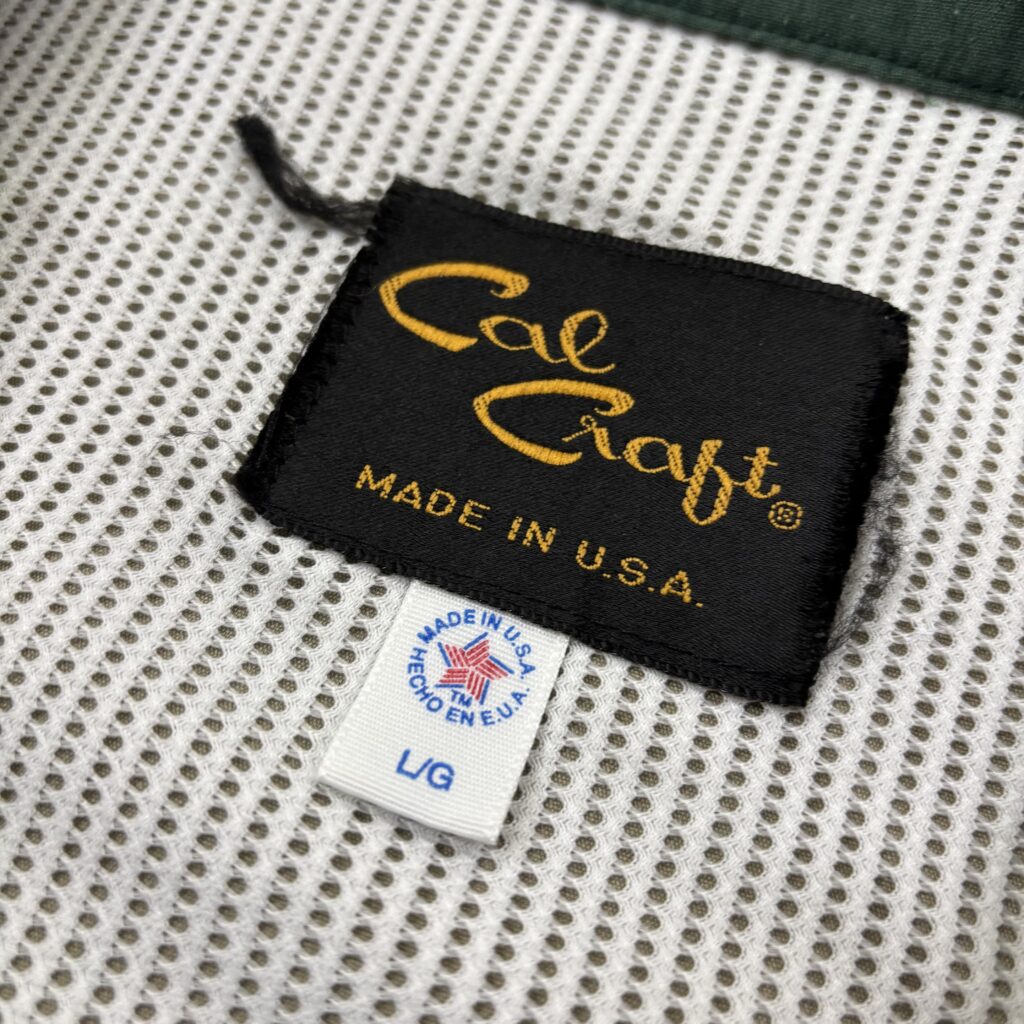 Cal
Craft®
MADE IN U.S.A.
MADE IN U.S.A.
TM
HECHO EN E.U.A.
L/G